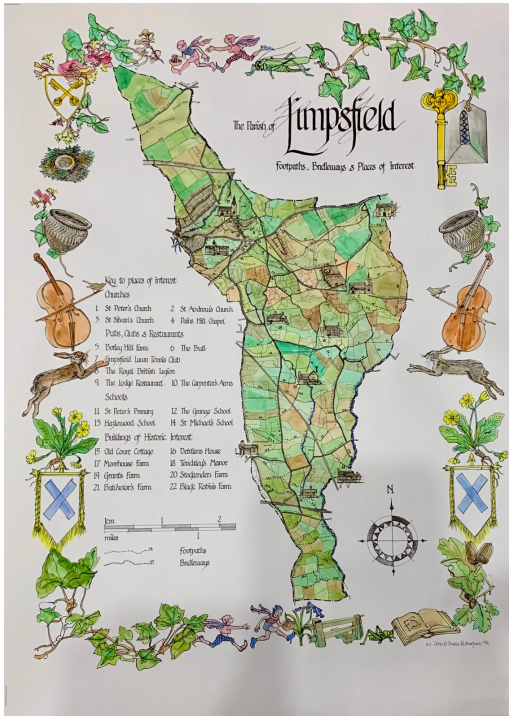 The Parish of Limpsfield
Footpaths, Bridleways & Places of Interest
Key to places of interest
Churches
1 St Peter's Church 2 St Andrew's Church
3 St Silvan's Church 4 Pains Hill Chapel
Pubs, Clubs & Restaurants
5 Botley Hill Farm 6 The Bull
7 Limpsfield Lawn Tennis Club
8 The Royal British Legion
9 The Lodge Restaurant 10 The Carpenter's Arms
Schools
11 St Peter's Primary 12 The Grange School
13 Hazelwood School 14 St Michael's School
Buildings of Historic Interest
15 Old Court Cottage 16 Detillens House
17 Moorhouse Farm 18 Tenchley's Manor
19 Grants Farm 20 Stockenden Farm
21 Batchelor's Farm 22 Black Robin's Farm
1km 1 2
miles 1
Footpaths
Bridleways
N